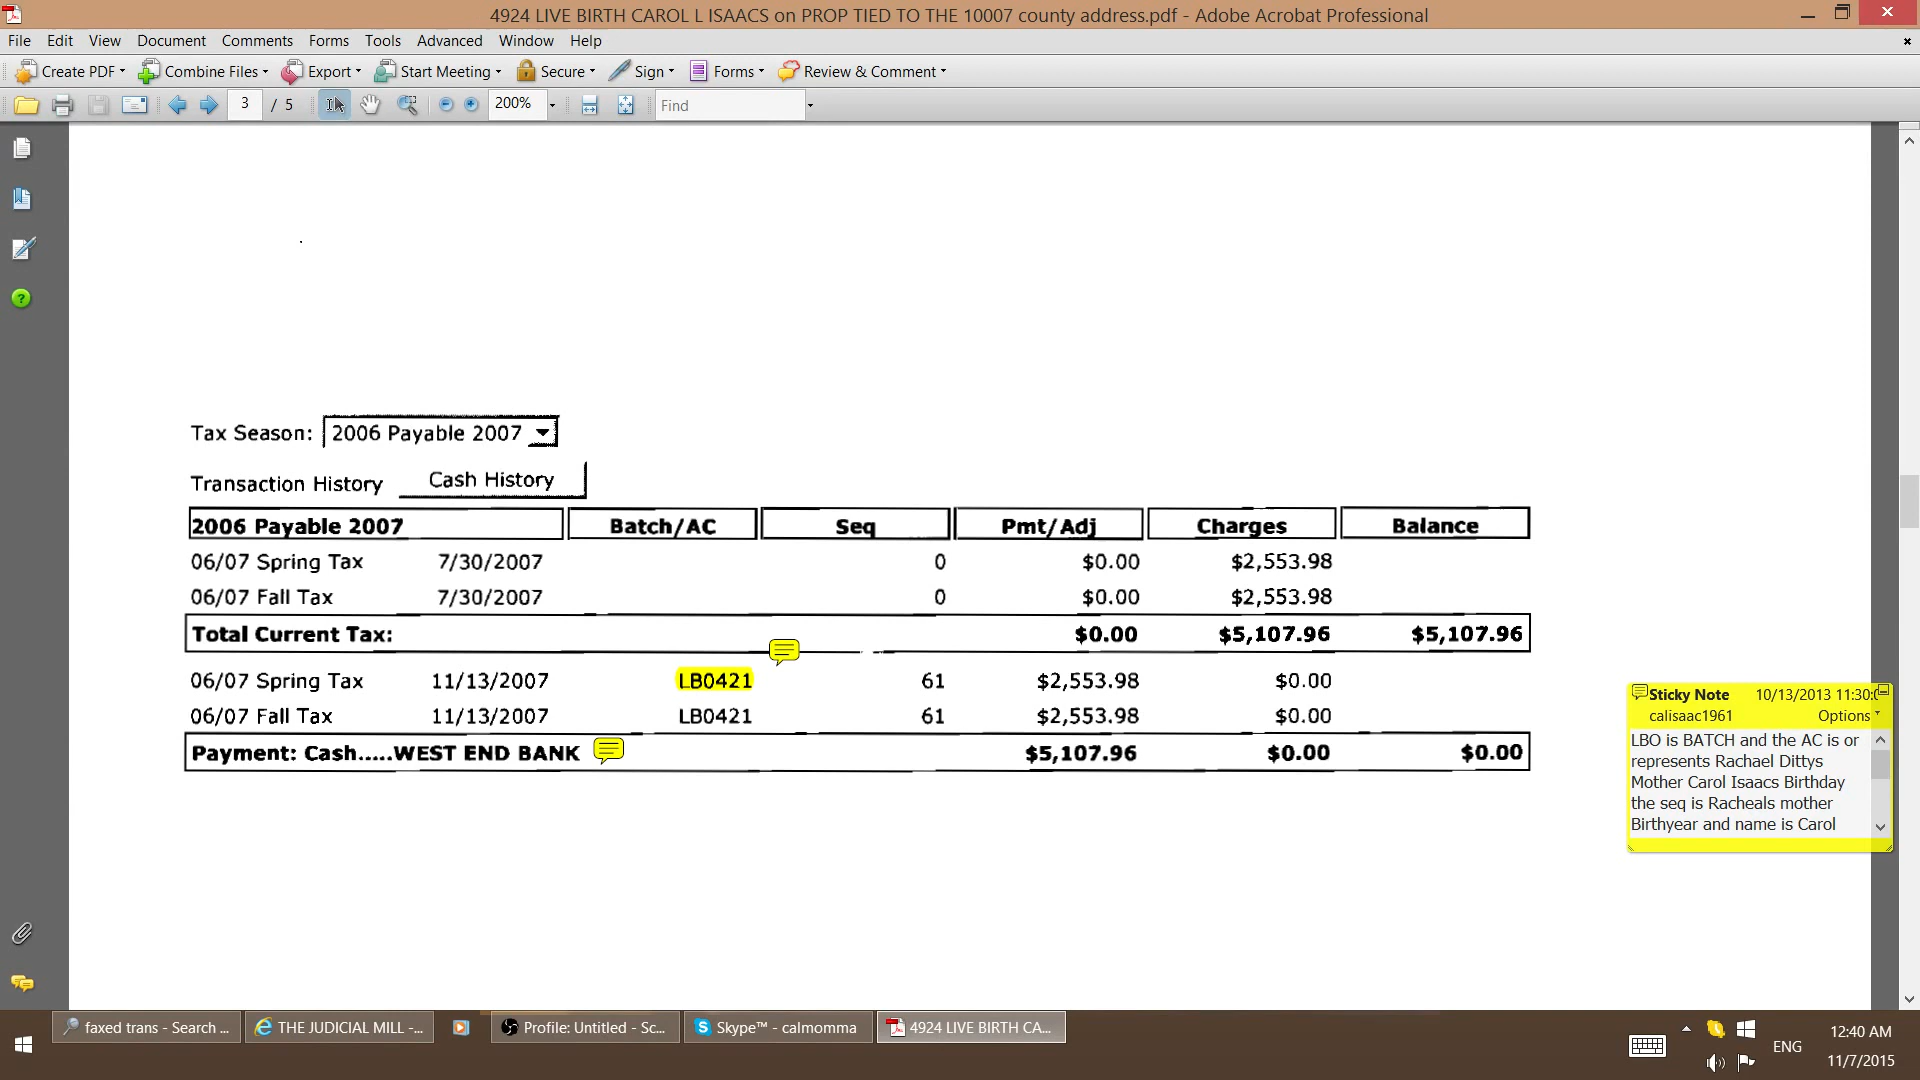 4924 LIVE BIRTH CAROL L ISAACS on PROP TIED TO THE 10007 county address.pdf - Adobe Acrobat Professional
File Edit View Document Comments Forms Tools Advanced Window Help
Create PDF Combine Files Export Start Meeting Secure Sign Forms Review & Comment
3 / 5 200% Find
Tax Season: 2006 Payable 2007
Transaction History Cash History
2006 Payable 2007 Batch/AC Seq Pmt/Adj Charges Balance
06/07 Spring Tax 7/30/2007 0 $0.00 $2,553.98
06/07 Fall Tax 7/30/2007 0 $0.00 $2,553.98
Total Current Tax: $0.00 $5,107.96 $5,107.96
06/07 Spring Tax 11/13/2007 LB0421 61 $2,553.98 $0.00
06/07 Fall Tax 11/13/2007 LB0421 61 $2,553.98 $0.00
Payment: Cash.....WEST END BANK $5,107.96 $0.00 $0.00
Sticky Note 10/13/2013 11:30:
calisaac1961 Options
LBO is BATCH and the AC is or
represents Rachael Dittys
Mother Carol Isaacs Birthday
the seq is Racheals mother
Birthyear and name is Carol
faxed trans - Search ... THE JUDICIAL MILL -... Profile: Untitled - Sc... Skype™ - calmomma 4924 LIVE BIRTH CA...
ENG
12:40 AM
11/7/2015